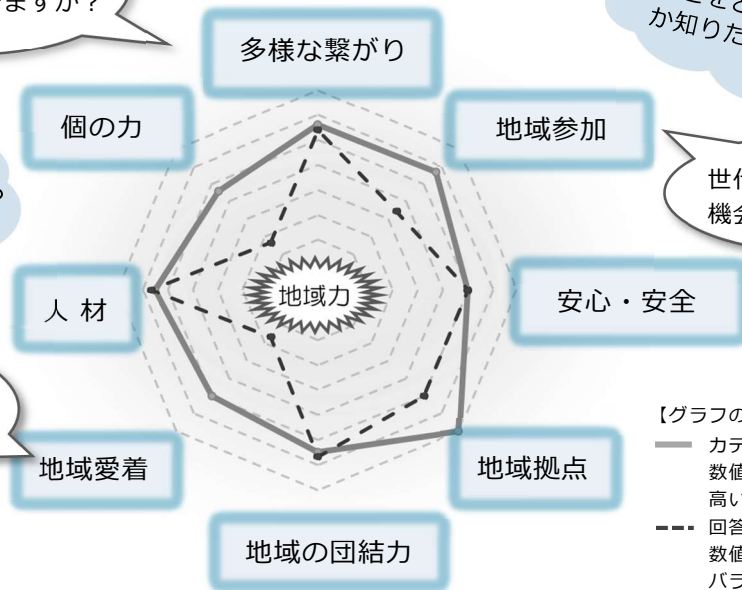 ますか？
か知りた
多様な繋がり
個の力
地域参加
世代
機会
人 材
地域力
安心・安全
【グラフの
カテ
数値
高い
回答
数値
バラ
地域愛着
地域拠点
地域の団結力